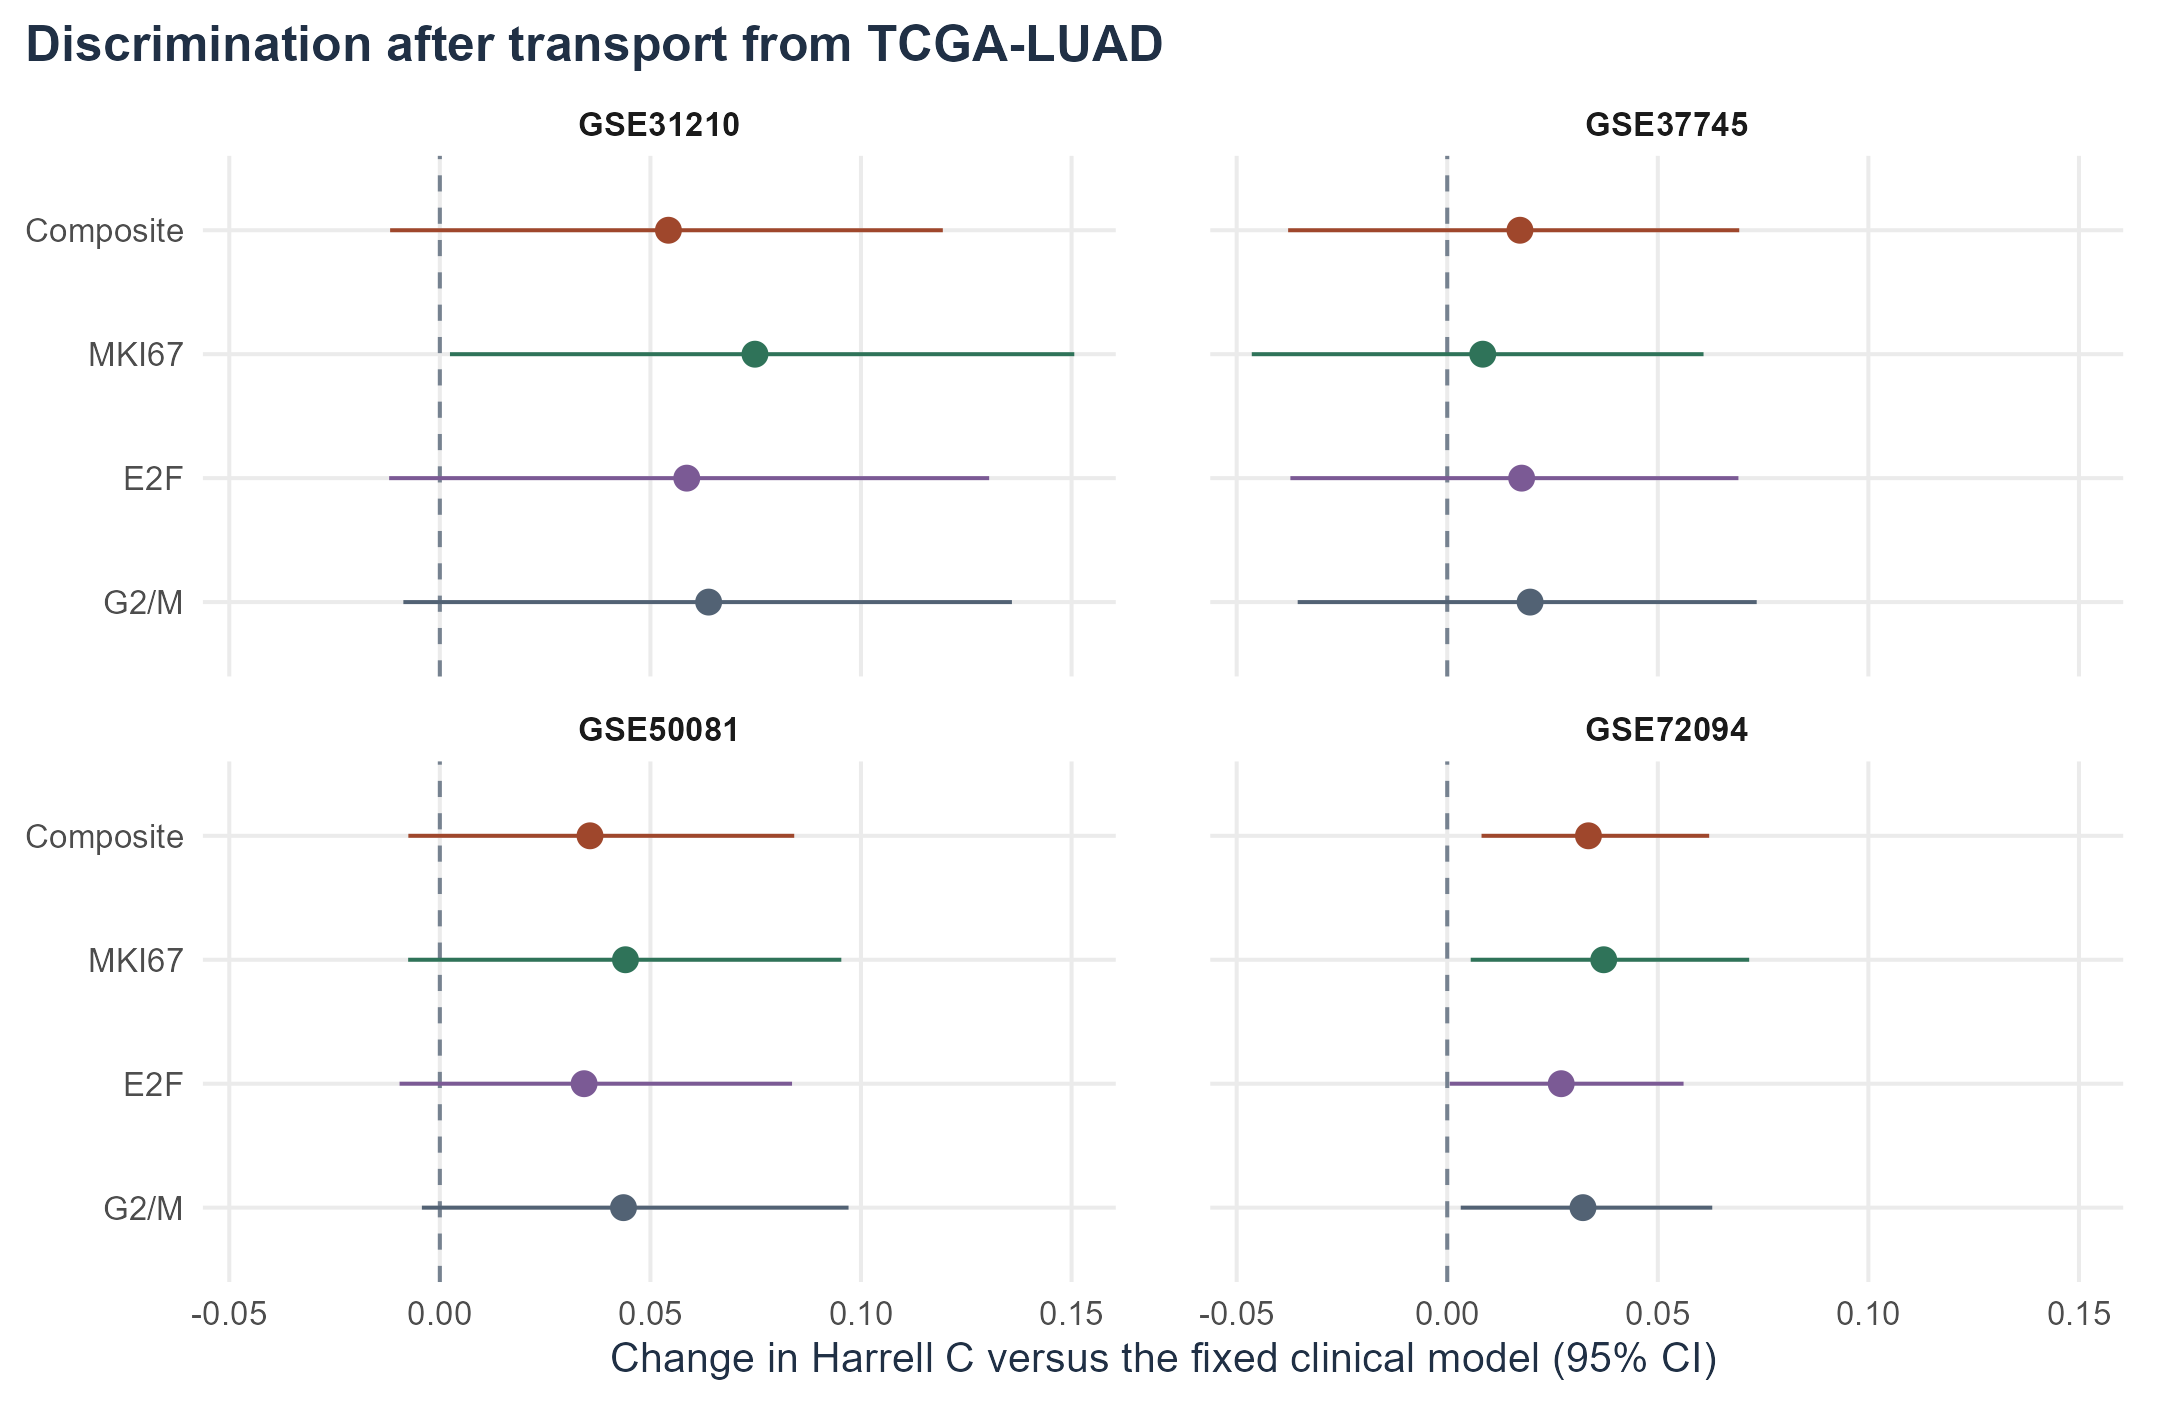 Discrimination after transport from TCGA-LUAD
GSE31210
GSE37745
Composite
MKI67
E2F
G2/M
GSE50081
GSE72094
Composite
MKI67
E2F
G2/M
-0.05 0.00 0.05 0.10 0.15
-0.05 0.00 0.05 0.10 0.15
Change in Harrell C versus the fixed clinical model (95% CI)